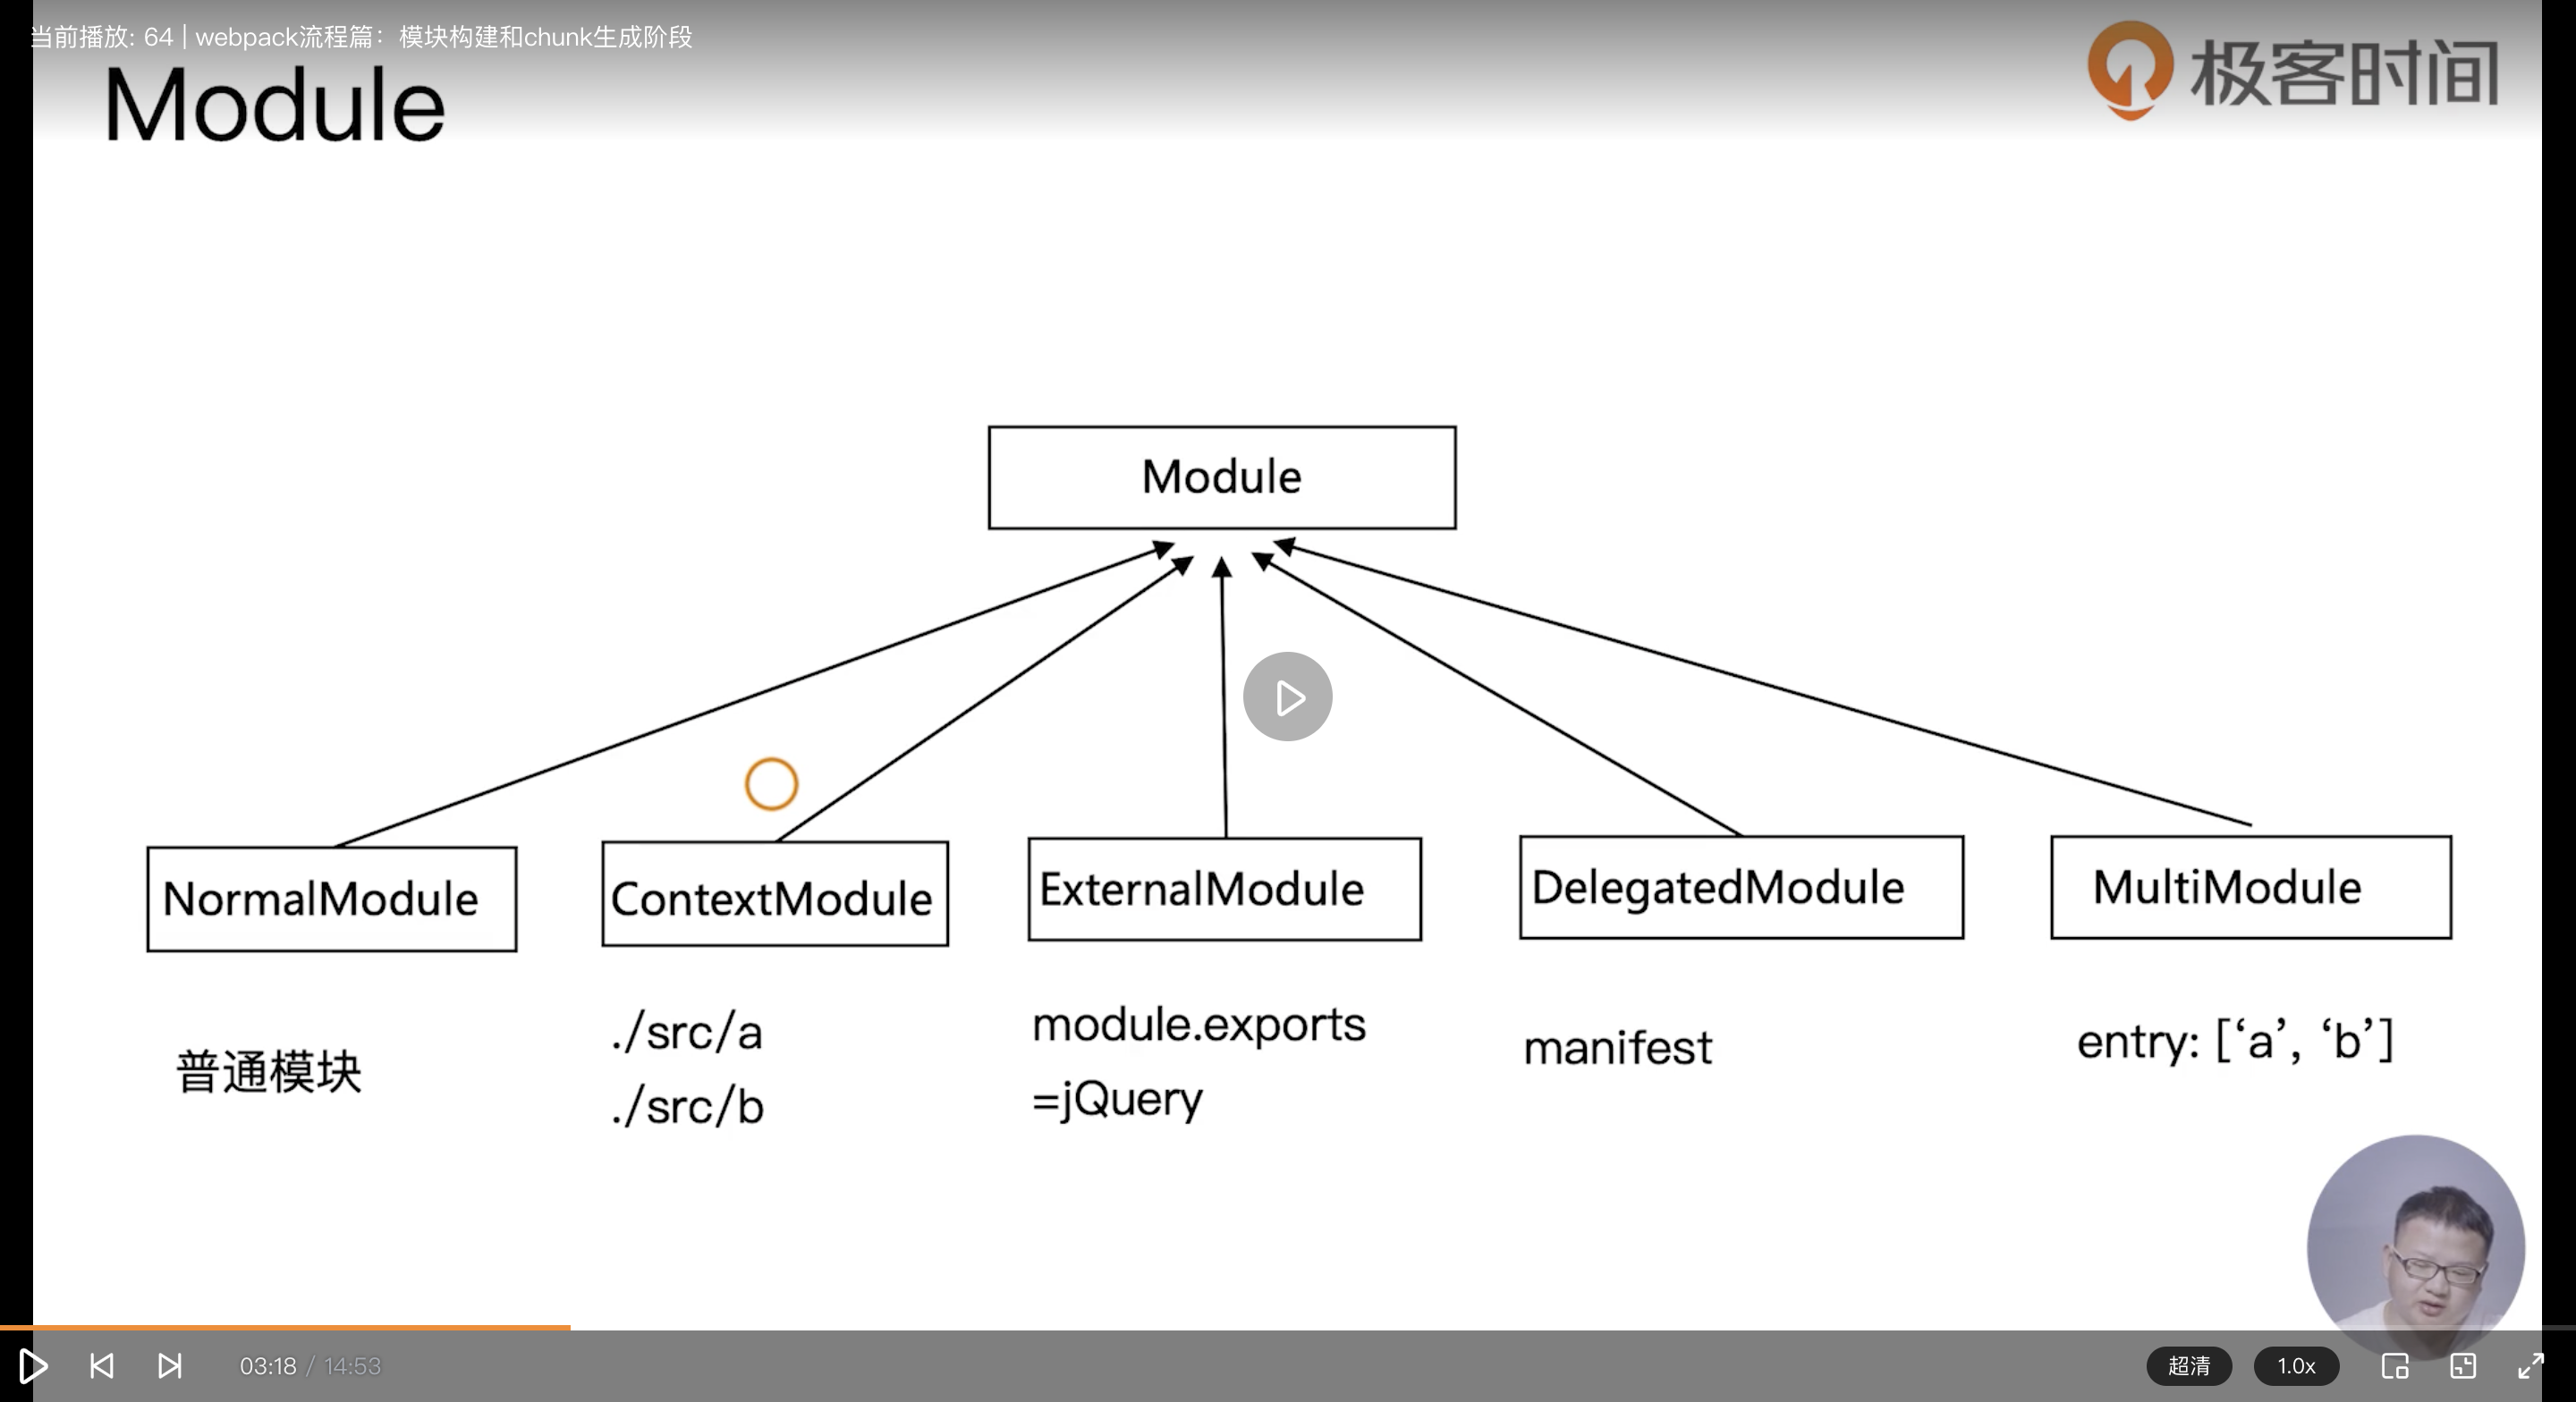 当前播放: 64 | webpack流程篇：模块构建和chunk生成阶段
极客时间
Module
Module
NormalModule
ContextModule
ExternalModule
DelegatedModule
MultiModule
普通模块
./src/a
./src/b
module.exports
=jQuery
manifest
entry: [‘a’, ‘b’]
03:18 / 14:53
超清
1.0x